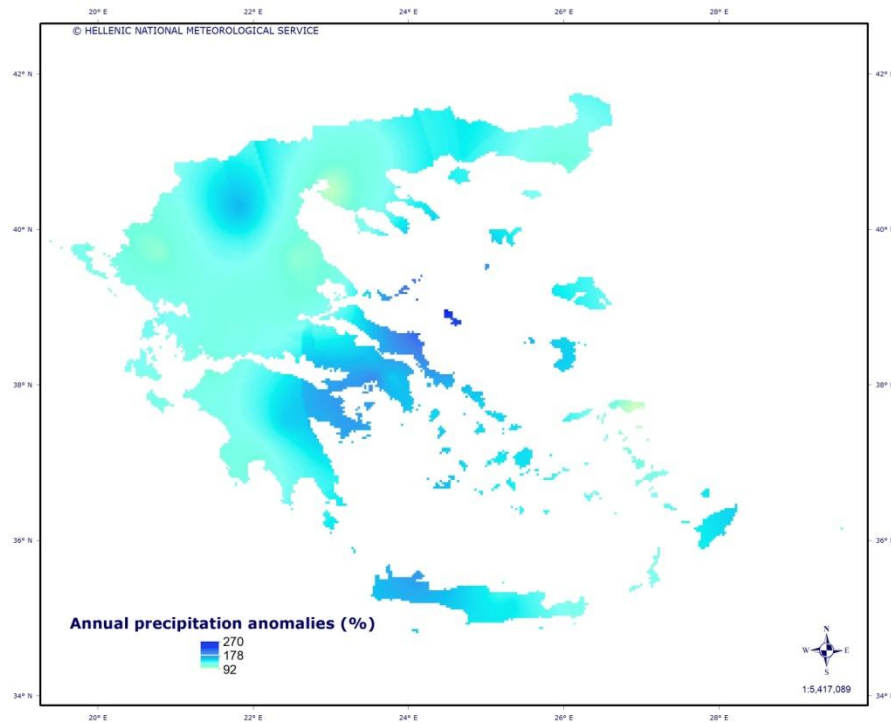 20° E 22° E 24° E 26° E 28° E
© HELLENIC NATIONAL METEOROLOGICAL SERVICE
42° N 42° N
40° N 40° N
38° N 38° N
36° N 36° N
Annual precipitation anomalies (%)
270
178
92
N
W E
S
1:5,417,089
34° N 34° N
20° E 22° E 24° E 26° E 28° E